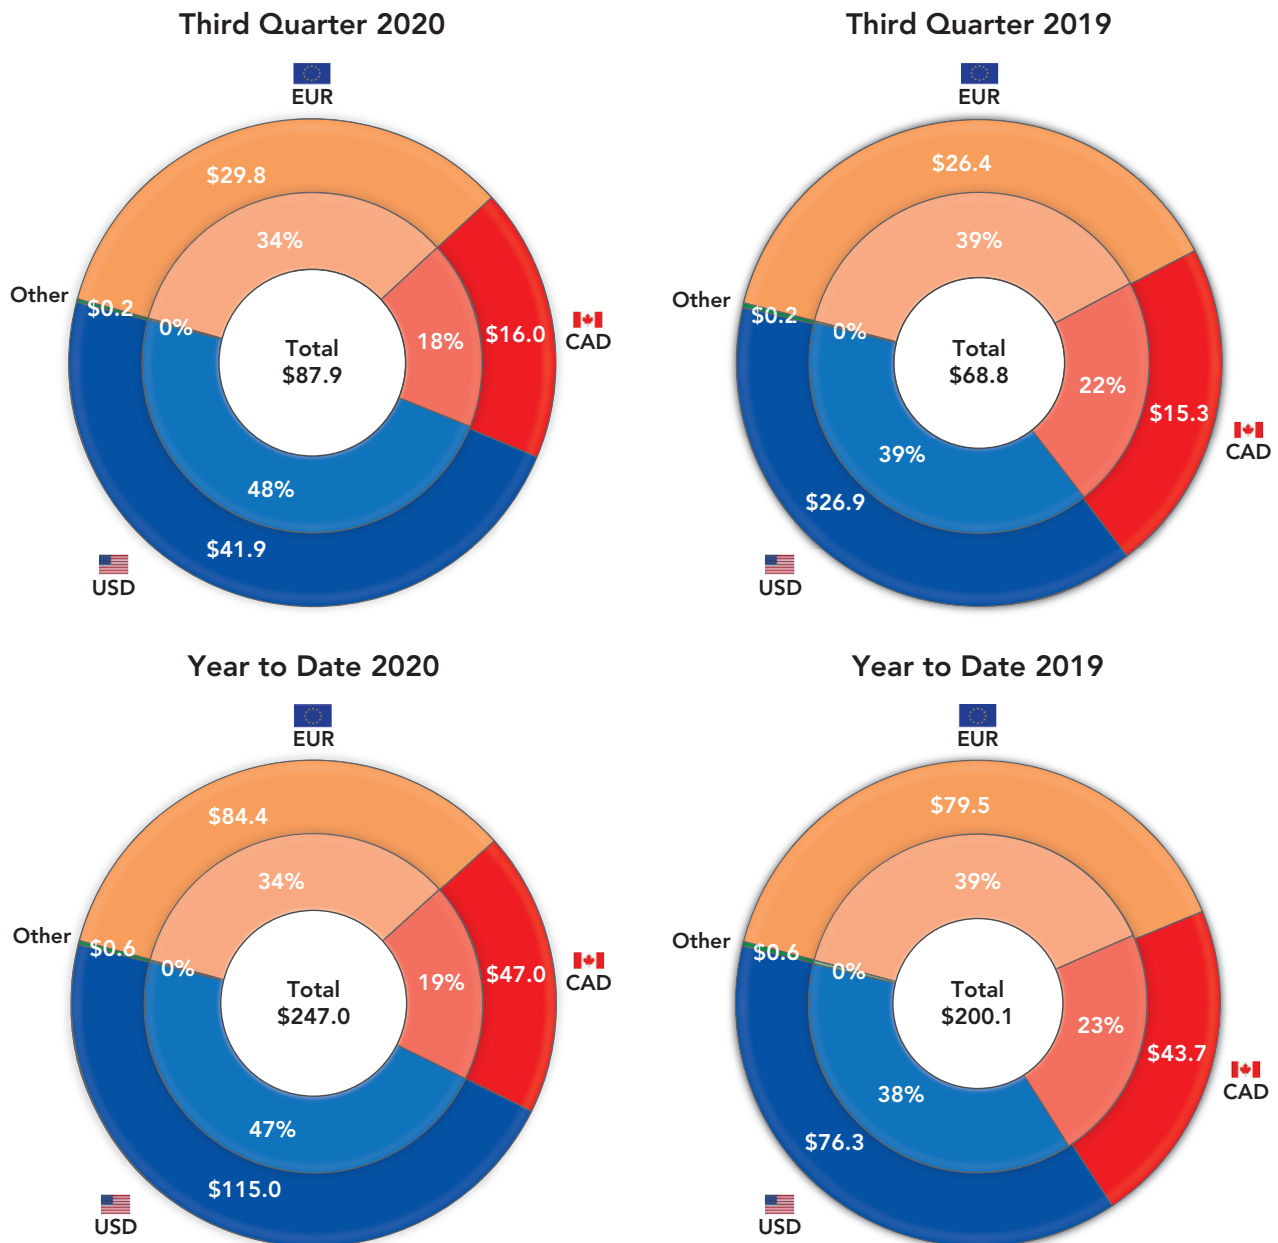 Third Quarter 2020
EUR
$29.8
34%
Other
$0.2
0%
Total
$87.9
18%
$16.0
CAD
48%
$41.9
USD
Third Quarter 2019
EUR
$26.4
39%
Other
$0.2
0%
Total
$68.8
22%
$15.3
CAD
39%
$26.9
USD
Year to Date 2020
EUR
$84.4
34%
Other
$0.6
0%
Total
$247.0
19%
$47.0
CAD
47%
$115.0
USD
Year to Date 2019
EUR
$79.5
39%
Other
$0.6
0%
Total
$200.1
23%
$43.7
CAD
38%
$76.3
USD